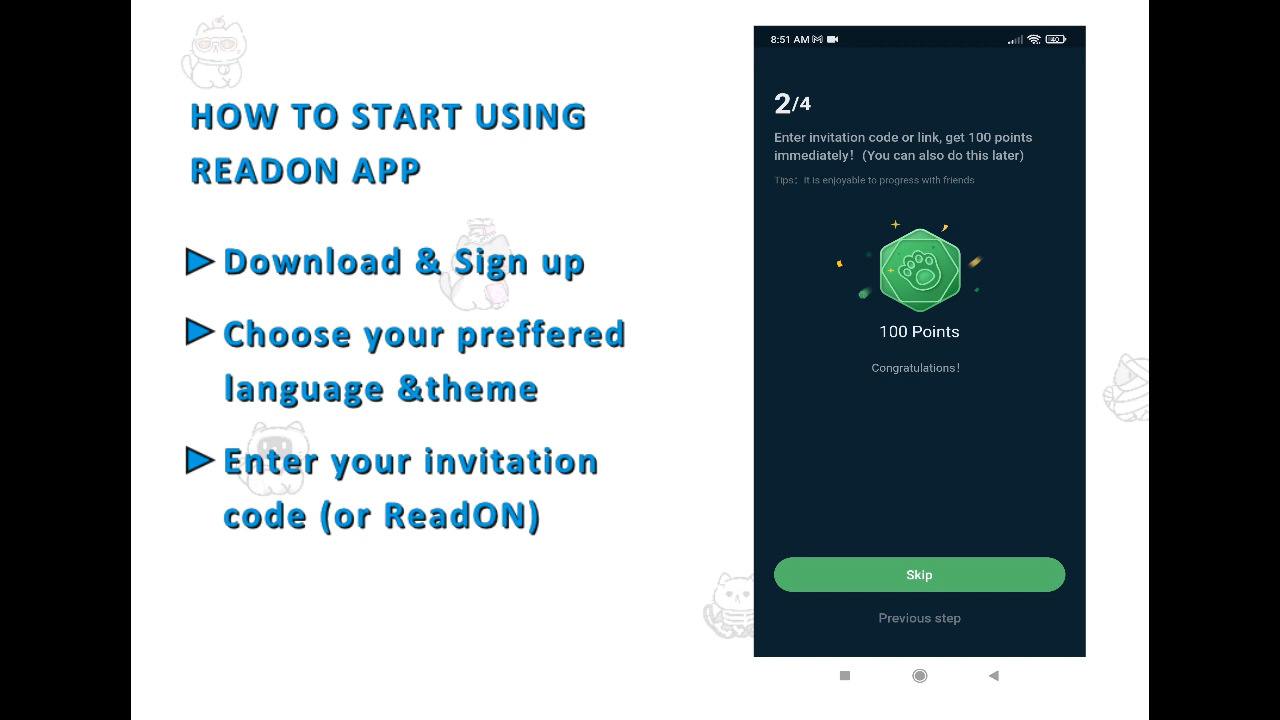 HOW TO START USING
READON APP
Download & Sign up
Choose your preffered
language &theme
Enter your invitation
code (or ReadON)
8:51 AM
40
2/4
Enter invitation code or link, get 100 points
immediately! (You can also do this later)
Tips: It is enjoyable to progress with friends
100 Points
Congratulations!
Skip
Previous step